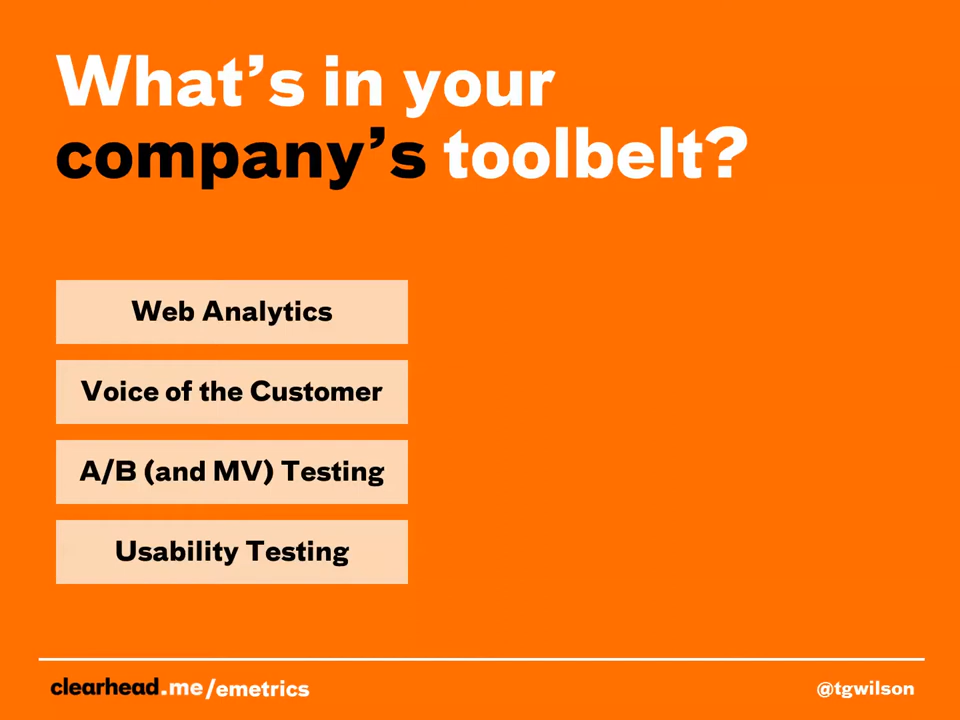 What’s in your
company’s toolbelt?
Web Analytics
Voice of the Customer
A/B (and MV) Testing
Usability Testing
clearhead.me/emetrics
@tgwilson